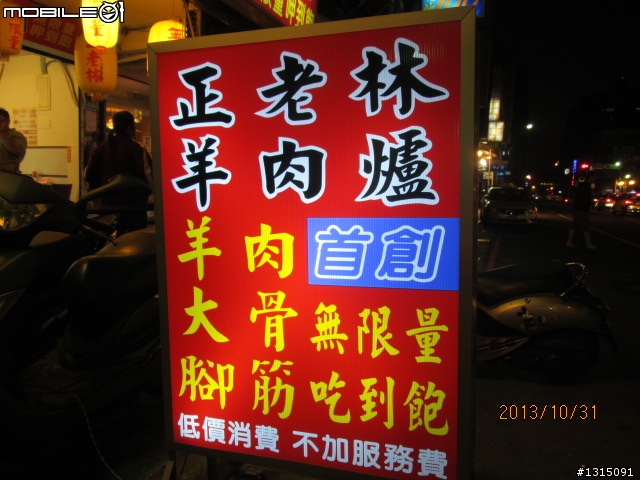 MOBILE01
正老林
羊肉爐
羊肉 首創
大骨 無限量
腳筋 吃到飽
低價消費 不加服務費
2013/10/31
#1315091